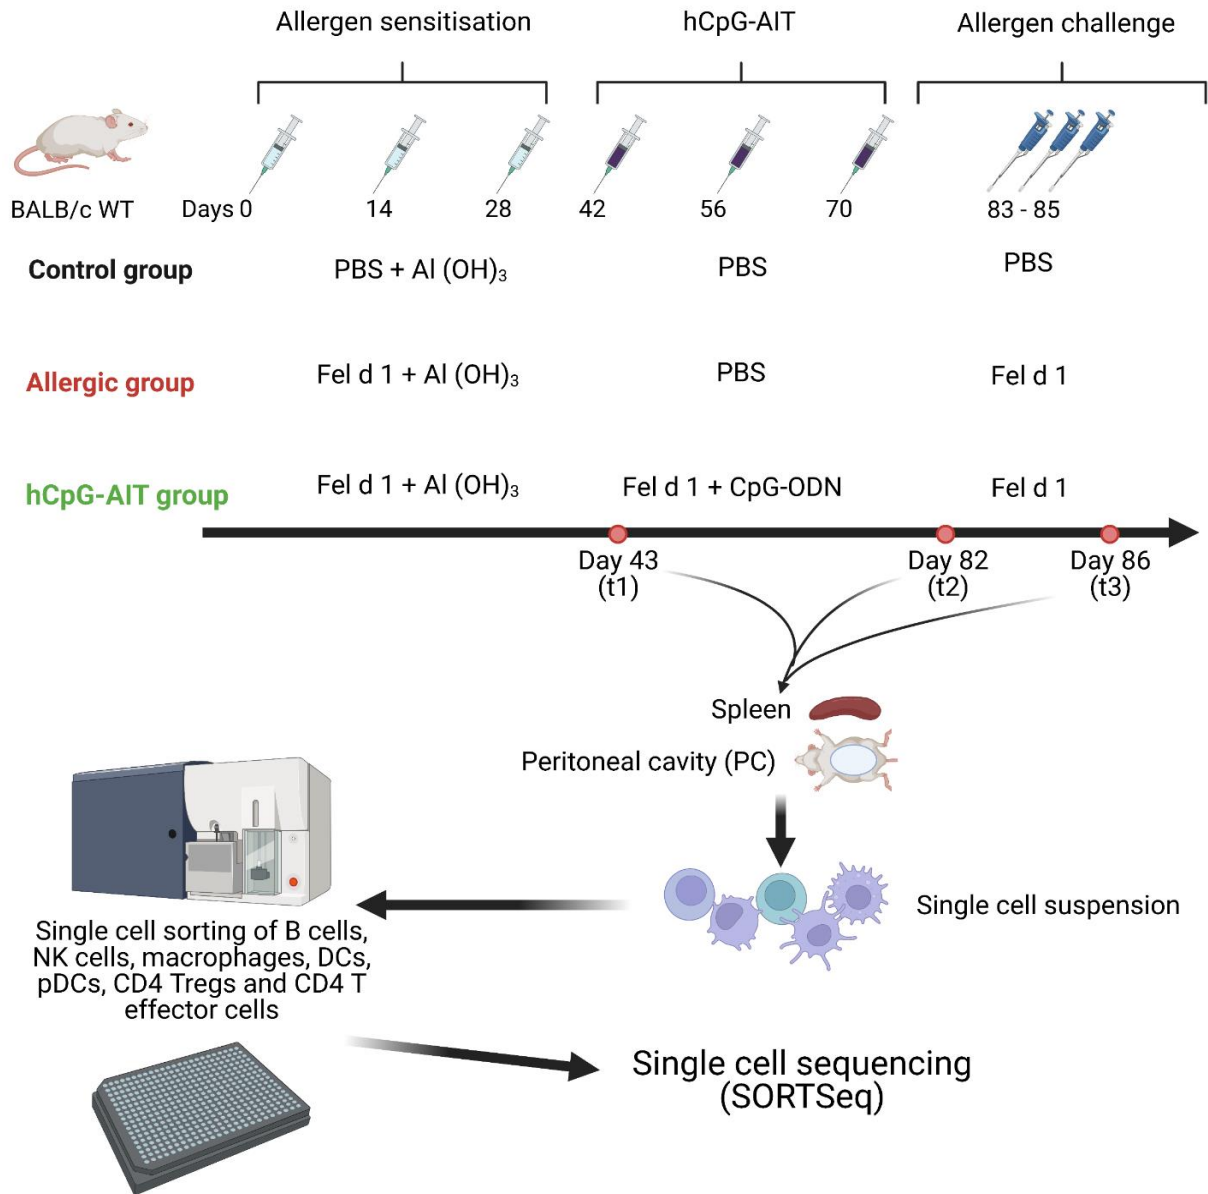 Allergen sensitisation hCpG-AIT Allergen challenge
BALB/c WT Days 0 14 28 42 56 70 83 - 85
Control group PBS + Al (OH)₃ PBS PBS
Allergic group Fel d 1 + Al (OH)₃ PBS Fel d 1
hCpG-AIT group Fel d 1 + Al (OH)₃ Fel d 1 + CpG-ODN Fel d 1
Day 43 Day 82 Day 86
(t1) (t2) (t3)
Spleen
Peritoneal cavity (PC)
Single cell suspension
Single cell sorting of B cells,
NK cells, macrophages, DCs,
pDCs, CD4 Tregs and CD4 T
effector cells
Single cell sequencing
(SORTSeq)